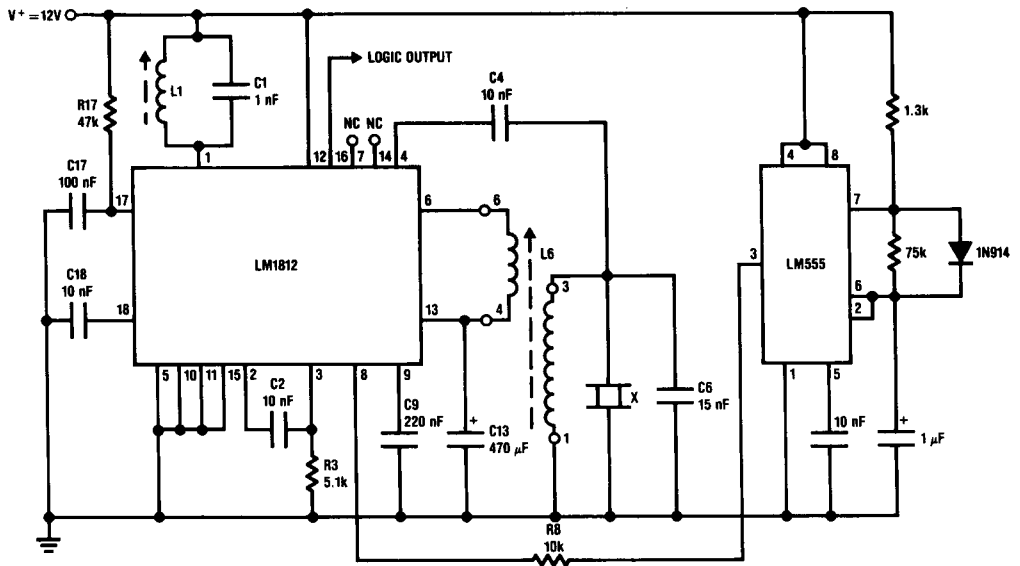 V+ =12V
LOGIC OUTPUT
L1
C1
1 nF
R17
47k
C4
10 nF
1.3k
NC NC
1
12
16
7
14
4
C17
100 nF
17
LM1812
6
6
L6
C18
10 nF
18
13
4
3
1
5
10
11
15
2
3
8
9
C2
10 nF
R3
5.1k
C9
220 nF
+
C13
470 μF
X
C6
15 nF
R8
10k
4
8
7
3
LM555
75k
1N914
6
2
1
5
10 nF
+
1 μF